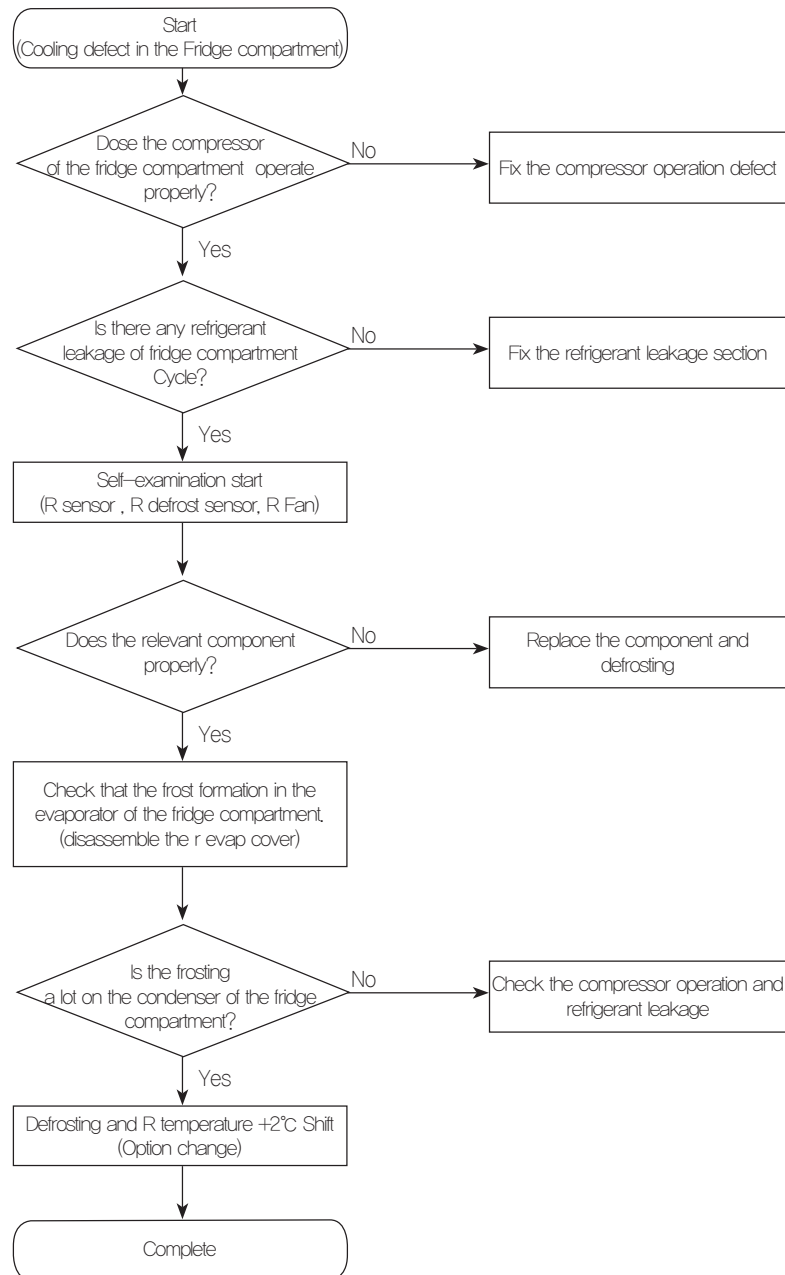 Start
(Cooling defect in the Fridge compartment)
Dose the compressor
of the fridge compartment operate
properly?
No
Fix the compressor operation defect
Yes
Is there any refrigerant
leakage of fridge compartment
Cycle?
No
Fix the refrigerant leakage section
Yes
Self-examination start
(R sensor , R defrost sensor, R Fan)
Does the relevant component
properly?
No
Replace the component and
defrosting
Yes
Check that the frost formation in the
evaporator of the fridge compartment.
(disassemble the r evap cover)
Is the frosting
a lot on the condenser of the fridge
compartment?
No
Check the compressor operation and
refrigerant leakage
Yes
Defrosting and R temperature +2℃ Shift
(Option change)
Complete